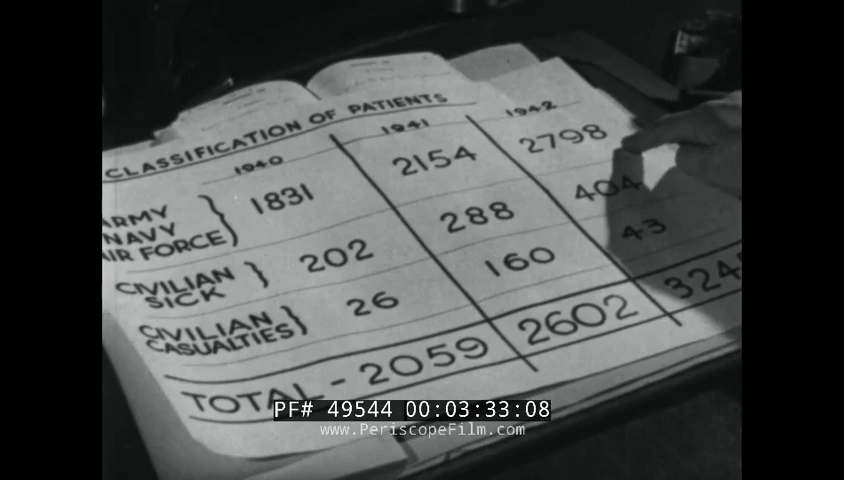 CLASSIFICATION OF PATIENTS
1940 1941 1942
ARMY
NAVY
AIR FORCE } 1831 2154 2798
CIVILIAN
SICK } 202 288 404
CIVILIAN
CASUALTIES } 26 160 43
TOTAL - 2059 2602 324
PF# 49544 00:03:33:08
www.PeriscopeFilm.com